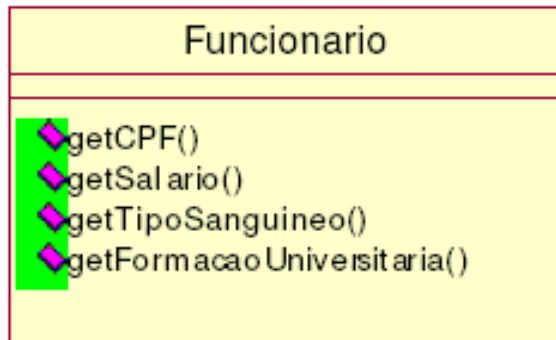 Funcionario
getCPF()
getSalario()
getTipoSanguineo()
getFormacaoUniversitaria()